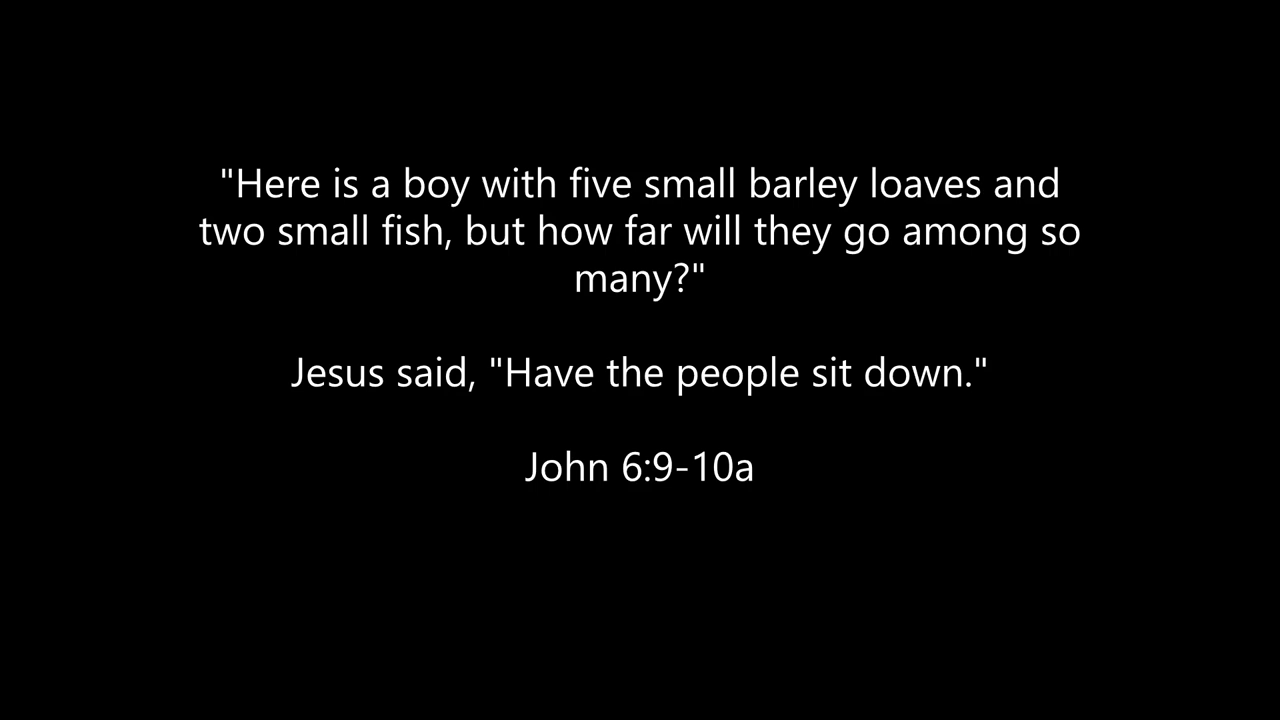 "Here is a boy with five small barley loaves and
two small fish, but how far will they go among so
many?"
Jesus said, "Have the people sit down."
John 6:9-10a